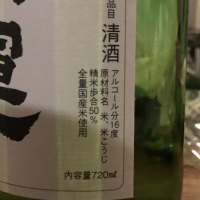 品目
清酒
アルコール分16度
原材料名 米、米こうじ
精米歩合50%
全量国産米使用
内容量720ml